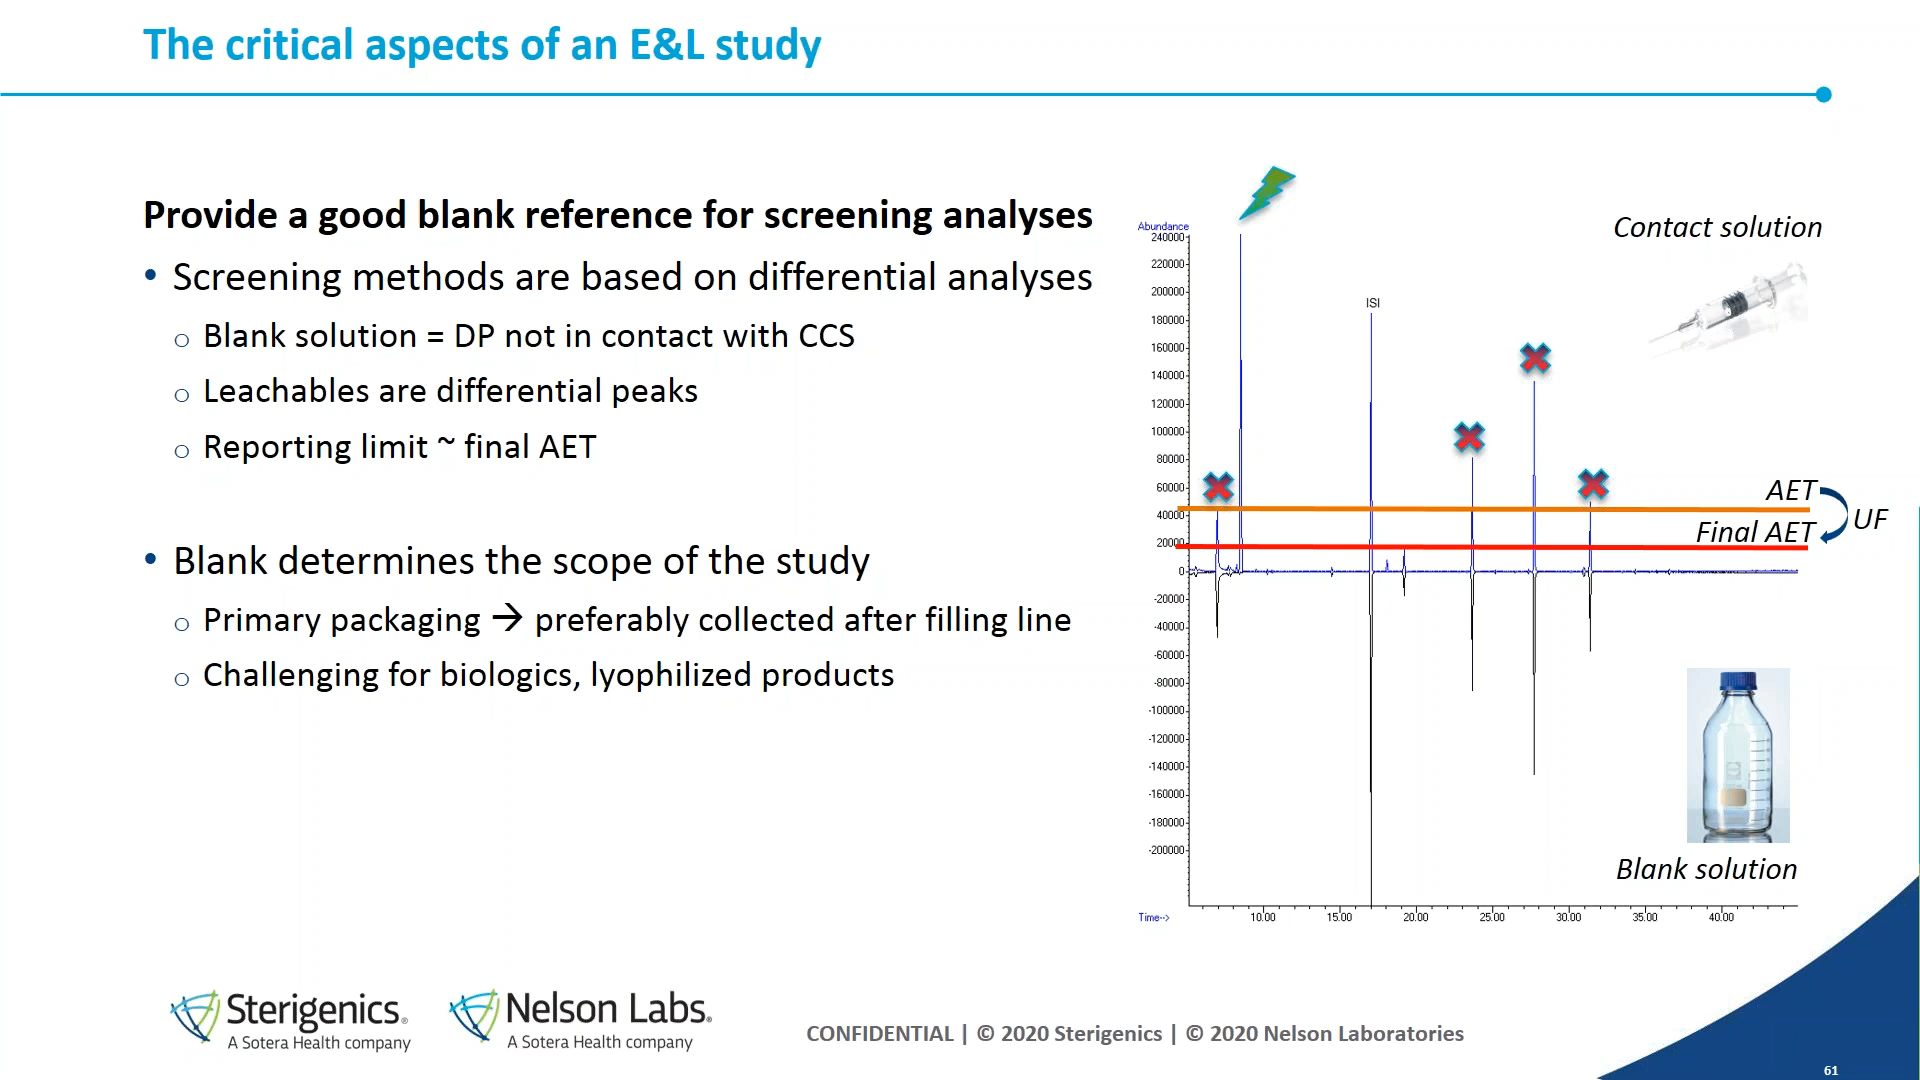 The critical aspects of an E&L study
Provide a good blank reference for screening analyses
• Screening methods are based on differential analyses
o Blank solution = DP not in contact with CCS
o Leachables are differential peaks
o Reporting limit ~ final AET
• Blank determines the scope of the study
o Primary packaging → preferably collected after filling line
o Challenging for biologics, lyophilized products
Contact solution
Abundance
240000
220000
200000
180000
160000
140000
120000
100000
80000
60000
40000
20000
0
-20000
-40000
-60000
-80000
-100000
-120000
-140000
-160000
-180000
-200000
ISI
AET
UF
Final AET
Blank solution
Time-->
10.00 15.00 20.00 25.00 30.00 35.00 40.00
Sterigenics®
A Sotera Health company
Nelson Labs®
A Sotera Health company
CONFIDENTIAL | © 2020 Sterigenics | © 2020 Nelson Laboratories
61